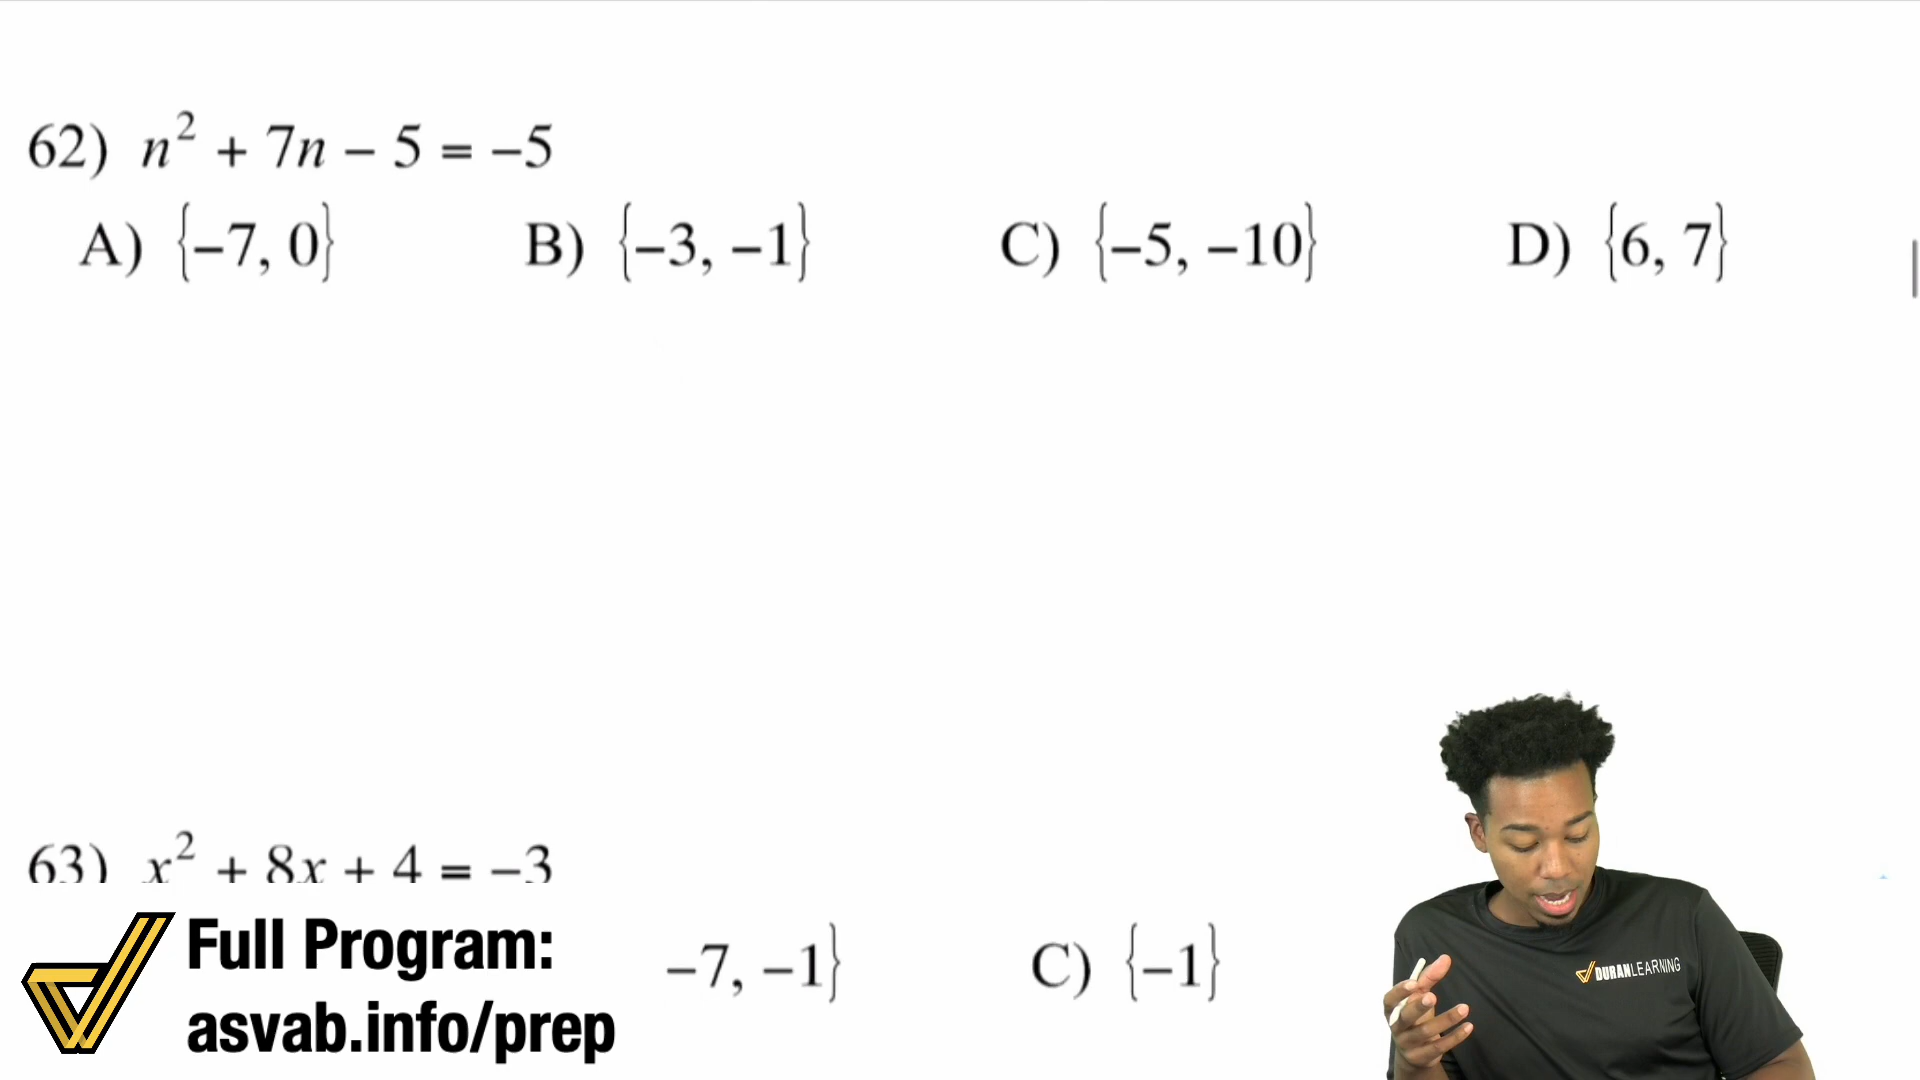 62) n² + 7n − 5 = −5
A) {−7, 0} B) {−3, −1} C) {−5, −10} D) {6, 7}
63) x² + 8x + 4 = −3
−7, −1} C) {−1}
Full Program:
asvab.info/prep
DURANLEARNING